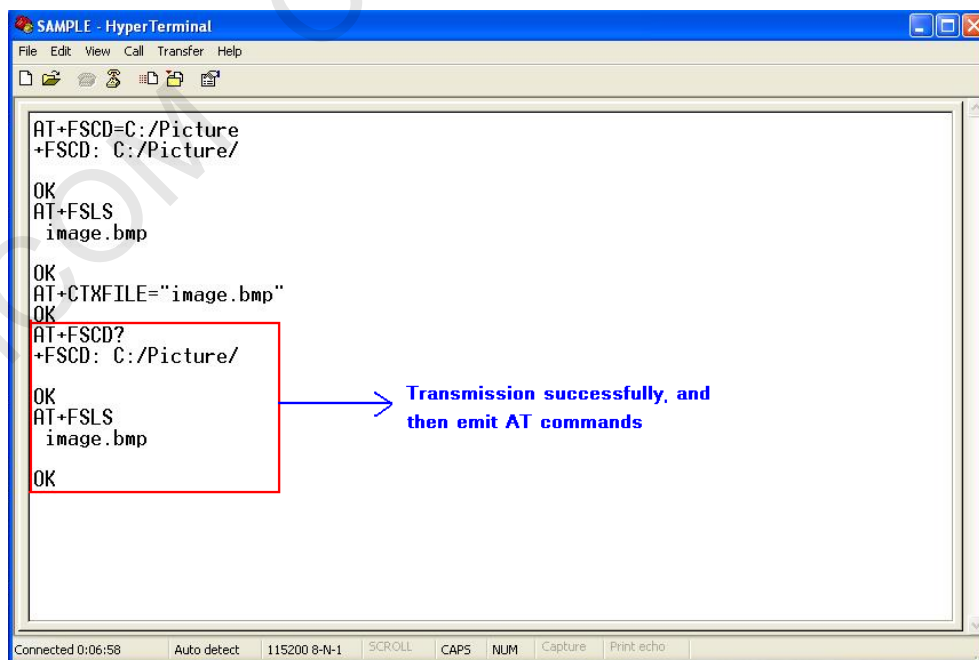 SAMPLE - HyperTerminal
File Edit View Call Transfer Help
AT+FSCD=C:/Picture
+FSCD: C:/Picture/
OK
AT+FSLS
image.bmp
OK
AT+CTXFILE="image.bmp"
OK
AT+FSCD?
+FSCD: C:/Picture/
OK
AT+FSLS
image.bmp
OK
Transmission successfully, and
then emit AT commands
Connected 0:06:58 Auto detect 115200 8-N-1 SCROLL CAPS NUM Capture Print echo